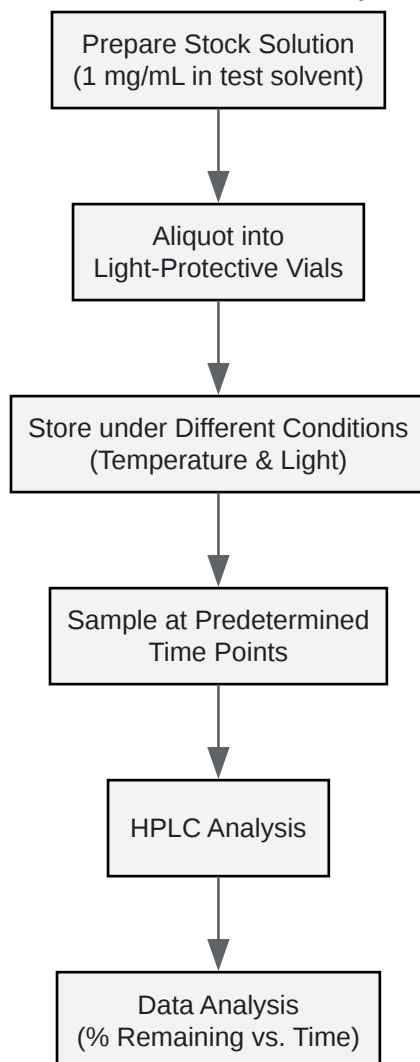 Prepare Stock Solution
(1 mg/mL in test solvent)
Aliquot into
Light-Protective Vials
Store under Different Conditions
(Temperature & Light)
Sample at Predetermined
Time Points
HPLC Analysis
Data Analysis
(% Remaining vs. Time)